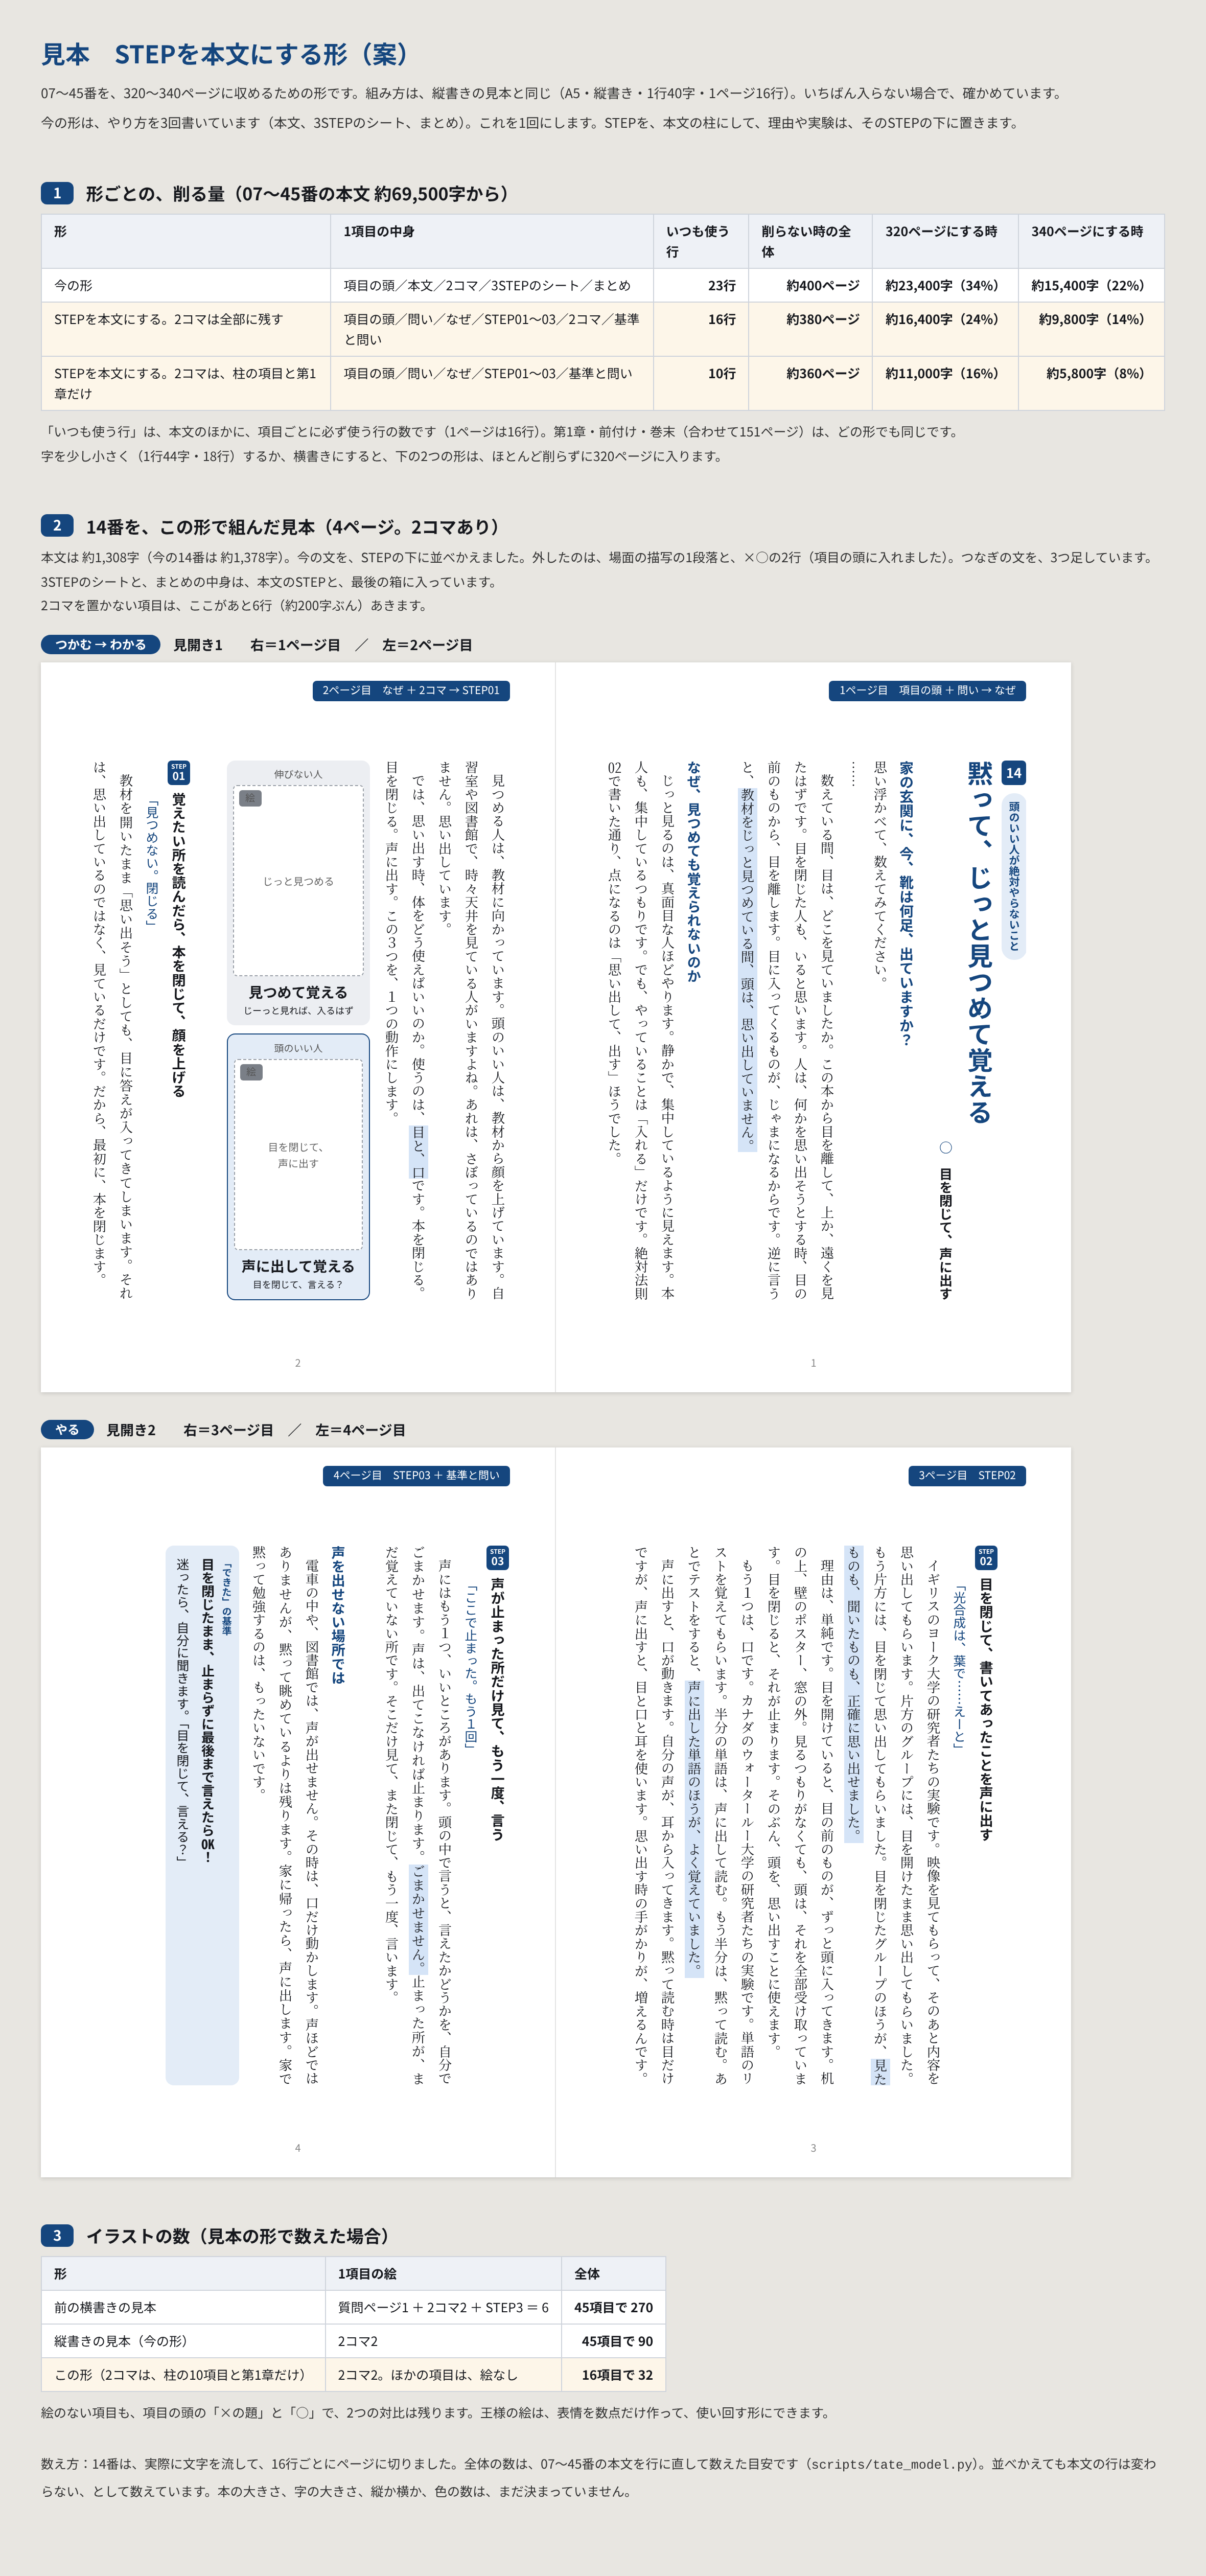 見本　STEPを本文にする形（案）
07〜45番を、320〜340ページに収めるための形です。組み方は、縦書きの見本と同じ（A5・縦書き・1行40字・1ページ16行）。いちばん入らない場合で、確かめています。
今の形は、やり方を3回書いています（本文、3STEPのシート、まとめ）。これを1回にします。STEPを、本文の柱にして、理由や実験は、そのSTEPの下に置きます。
1　形ごとの、削る量（07〜45番の本文 約69,500字から）
形　1項目の中身　いつも使う行　削らない時の全体　320ページにする時　340ページにする時
今の形　項目の頭／本文／2コマ／3STEPのシート／まとめ　23行　約400ページ　約23,400字（34%）　約15,400字（22%）
STEPを本文にする。2コマは全部に残す　項目の頭／問い／なぜ／STEP01〜03／2コマ／基準と問い　16行　約380ページ　約16,400字（24%）　約9,800字（14%）
STEPを本文にする。2コマは、柱の項目と第1章だけ　項目の頭／問い／なぜ／STEP01〜03／基準と問い　10行　約360ページ　約11,000字（16%）　約5,800字（8%）
「いつも使う行」は、本文のほかに、項目ごとに必ず使う行の数です（1ページは16行）。第1章・前付け・巻末（合わせて151ページ）は、どの形でも同じです。
字を少し小さく（1行44字・18行）するか、横書きにすると、下の2つの形は、ほとんど削らずに320ページに入ります。
2　14番を、この形で組んだ見本（4ページ。2コマあり）
本文は 約1,308字（今の14番は 約1,378字）。今の文を、STEPの下に並べかえました。外したのは、場面の描写の1段落と、×○の2行（項目の頭に入れました）。つなぎの文を、3つ足しています。
3STEPのシートと、まとめの中身は、本文のSTEPと、最後の箱に入っています。
2コマを置かない項目は、ここがあと6行（約200字ぶん）あきます。
つかむ → わかる　見開き1　　右＝1ページ目　／　左＝2ページ目
1ページ目　項目の頭 ＋ 問い → なぜ
14　頭のいい人が絶対やらないこと
黙って、じっと見つめて覚える
○　目を閉じて、声に出す
家の玄関に、今、靴は何足、出ていますか？
思い浮かべて、数えてみてください。
……
数えている間、目は、どこを見ていましたか。この本から目を離して、上か、遠くを見
たはずです。目を閉じた人も、いると思います。人は、何かを思い出そうとする時、目の
前のものから、目を離します。目に入ってくるものが、じゃまになるからです。逆に言う
と、教材をじっと見つめている間、頭は、思い出していません。
なぜ、見つめても覚えられないのか
じっと見るのは、真面目な人ほどやります。静かで、集中しているように見えます。本
人も、集中しているつもりです。でも、やっていることは「入れる」だけです。絶対法則
02で書いた通り、点になるのは「思い出して、出す」ほうでした。
1
2ページ目　なぜ ＋ 2コマ → STEP01
見つめる人は、教材に向かっています。頭のいい人は、教材から顔を上げています。自
習室や図書館で、時々天井を見ている人がいますよね。あれは、さぼっているのではあり
ません。思い出しています。
では、思い出す時、体をどう使えばいいのか。使うのは、目と、口です。本を閉じる。
目を閉じる。声に出す。この3つを、1つの動作にします。
伸びない人
絵
じっと見つめる
見つめて覚える
じーっと見れば、入るはず
頭のいい人
絵
目を閉じて、
声に出す
声に出して覚える
目を閉じて、言える？
STEP 01　覚えたい所を読んだら、本を閉じて、顔を上げる
「見つめない。閉じる」
教材を開いたまま「思い出そう」としても、目に答えが入ってきてしまいます。それ
は、思い出しているのではなく、見ているだけです。だから、最初に、本を閉じます。
2
やる　見開き2　　右＝3ページ目　／　左＝4ページ目
3ページ目　STEP02
STEP 02　目を閉じて、書いてあったことを声に出す
「光合成は、葉で……えーと」
イギリスのヨーク大学の研究者たちの実験です。映像を見てもらって、そのあと内容を
思い出してもらいます。片方のグループには、目を開けたまま思い出してもらいました。
もう片方には、目を閉じて思い出してもらいました。目を閉じたグループのほうが、見た
ものも、聞いたものも、正確に思い出せました。
理由は、単純です。目を開けていると、目の前のものが、ずっと頭に入ってきます。机
の上、壁のポスター、窓の外。見るつもりがなくても、頭は、それを全部受け取っていま
す。目を閉じると、それが止まります。そのぶん、頭を、思い出すことに使えます。
もう1つは、口です。カナダのウォータールー大学の研究者たちの実験です。単語のリ
ストを覚えてもらいます。半分の単語は、声に出して読む。もう半分は、黙って読む。あ
とでテストをすると、声に出した単語のほうが、よく覚えていました。
声に出すと、口が動きます。自分の声が、耳から入ってきます。黙って読む時は目だけ
ですが、声に出すと、目と口と耳を使います。思い出す時の手がかりが、増えるんです。
3
4ページ目　STEP03 ＋ 基準と問い
STEP 03　声が止まった所だけ見て、もう一度、言う
「ここで止まった。もう1回」
声にはもう1つ、いいところがあります。頭の中で言うと、言えたかどうかを、自分で
ごまかせます。声は、出てこなければ止まります。ごまかせません。止まった所が、ま
だ覚えていない所です。そこだけ見て、また閉じて、もう一度、言います。
声を出せない場所では
電車の中や、図書館では、声が出せません。その時は、口だけ動かします。声ほどでは
ありませんが、黙って眺めているよりは残ります。家に帰ったら、声に出します。家で
黙って勉強するのは、もったいないです。
「できた」の基準
目を閉じたまま、止まらずに最後まで言えたらOK！
迷ったら、自分に聞きます。「目を閉じて、言える？」
4
3　イラストの数（見本の形で数えた場合）
形　1項目の絵　全体
前の横書きの見本　質問ページ1 ＋ 2コマ2 ＋ STEP3 ＝ 6　45項目で 270
縦書きの見本（今の形）　2コマ2　45項目で 90
この形（2コマは、柱の10項目と第1章だけ）　2コマ2。ほかの項目は、絵なし　16項目で 32
絵のない項目も、項目の頭の「×の題」と「○」で、2つの対比は残ります。王様の絵は、表情を数点だけ作って、使い回す形にできます。
数え方：14番は、実際に文字を流して、16行ごとにページに切りました。全体の数は、07〜45番の本文を行に直して数えた目安です（scripts/tate_model.py）。並べかえても本文の行は変わ
らない、として数えています。本の大きさ、字の大きさ、縦か横か、色の数は、まだ決まっていません。